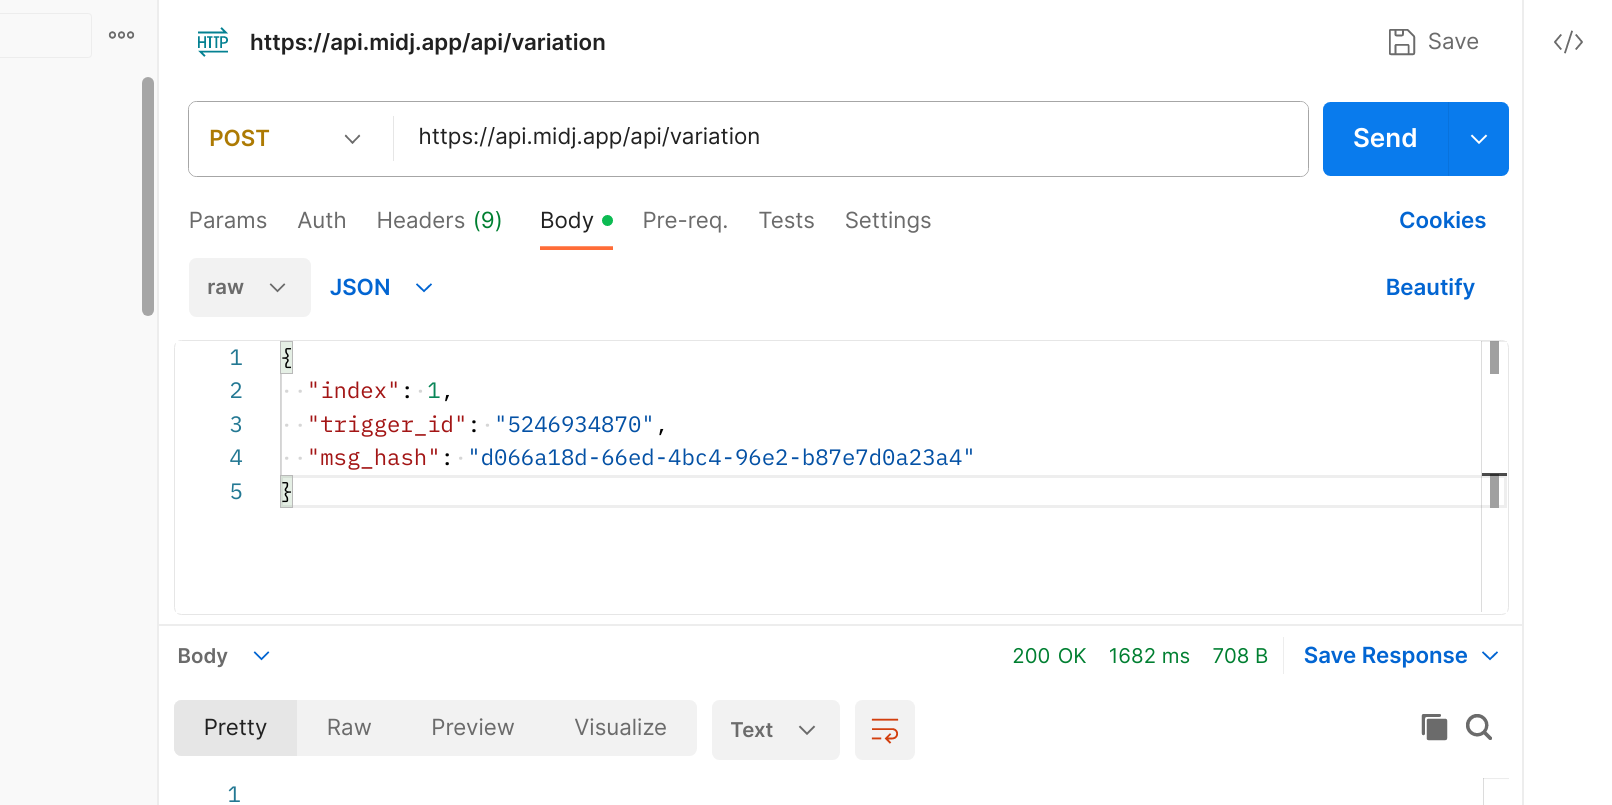 HTTP https://api.midj.app/api/variation Save </>
POST https://api.midj.app/api/variation Send
Params Auth Headers (9) Body Pre-req. Tests Settings Cookies
raw JSON Beautify
1 {
2 "index": 1,
3 "trigger_id": "5246934870",
4 "msg_hash": "d066a18d-66ed-4bc4-96e2-b87e7d0a23a4"
5 }
Body 200 OK 1682 ms 708 B Save Response
Pretty Raw Preview Visualize Text
1